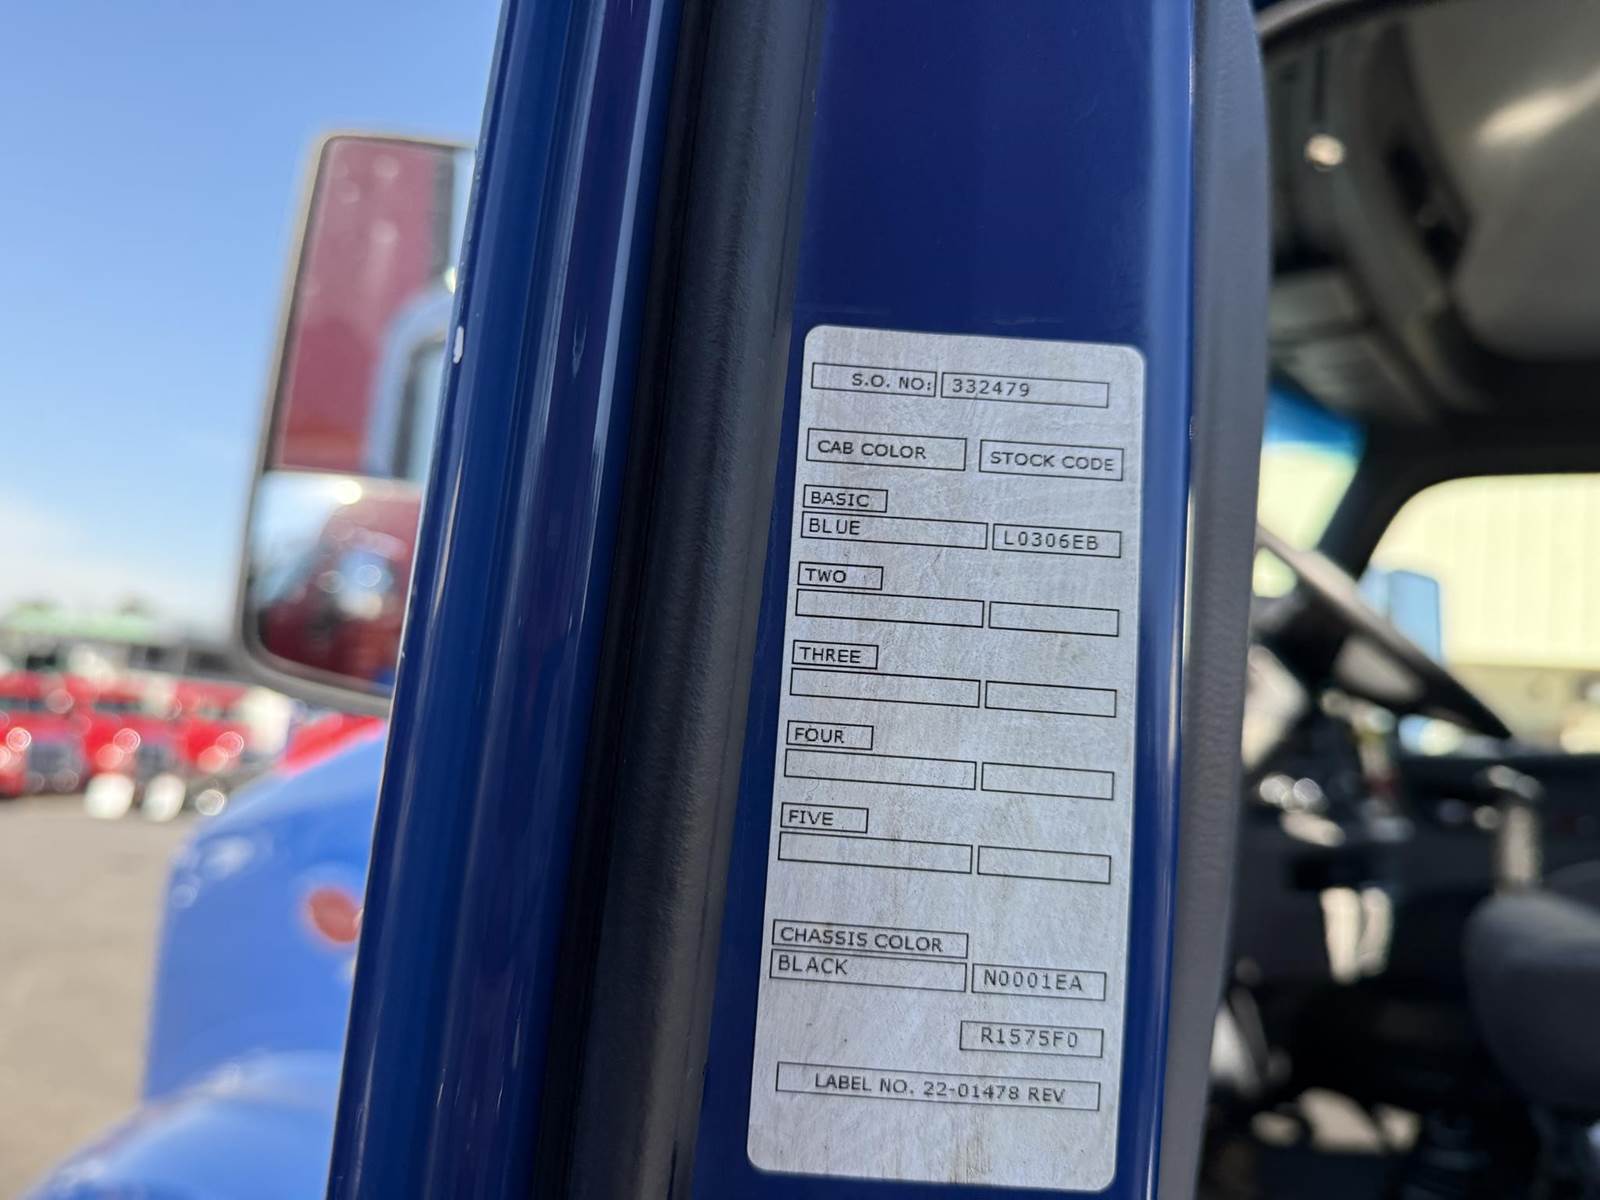 S.O. NO: 332479
CAB COLOR STOCK CODE
BASIC
BLUE L0306EB
TWO
THREE
FOUR
FIVE
CHASSIS COLOR
BLACK N0001EA
R1575F0
LABEL NO. 22-01478 REV